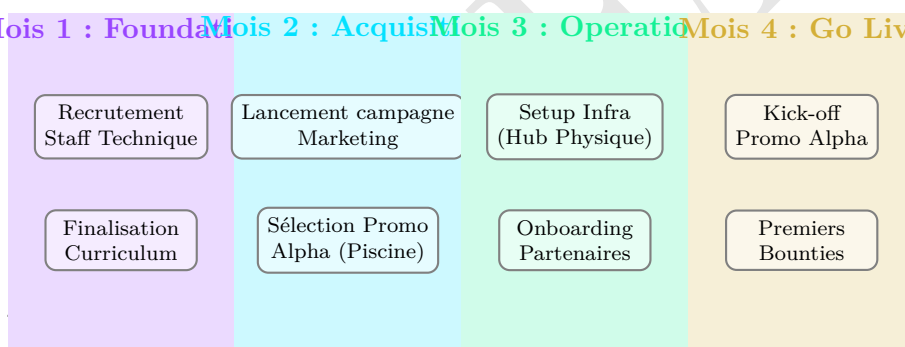 Mois 1 : Foundati
Mois 2 : Acquisiti
Mois 3 : Operatio
Mois 4 : Go Liv
Recrutement
Staff Technique
Lancement campagne
Marketing
Setup Infra
(Hub Physique)
Kick-off
Promo Alpha
Finalisation
Curriculum
Sélection Promo
Alpha (Piscine)
Onboarding
Partenaires
Premiers
Bounties